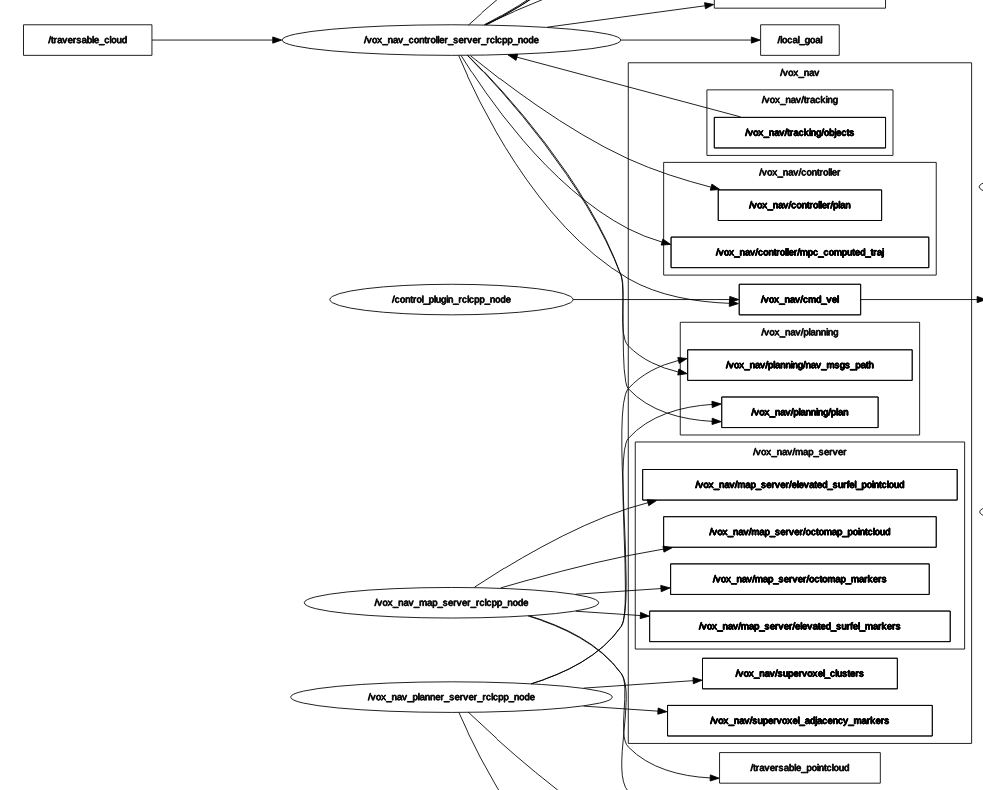 /traversable_cloud
/vox_nav_controller_server_rclcpp_node
/local_goal
/vox_nav
/vox_nav/tracking
/vox_nav/tracking/objects
/vox_nav/controller
/vox_nav/controller/plan
/vox_nav/controller/mpc_computed_traj
/control_plugin_rclcpp_node
/vox_nav/cmd_vel
/vox_nav/planning
/vox_nav/planning/nav_msgs_path
/vox_nav/planning/plan
/vox_nav/map_server
/vox_nav/map_server/elevated_surfel_pointcloud
/vox_nav/map_server/octomap_pointcloud
/vox_nav/map_server/octomap_markers
/vox_nav_map_server_rclcpp_node
/vox_nav/map_server/elevated_surfel_markers
/vox_nav/supervoxel_clusters
/vox_nav_planner_server_rclcpp_node
/vox_nav/supervoxel_adjacency_markers
/traversable_pointcloud